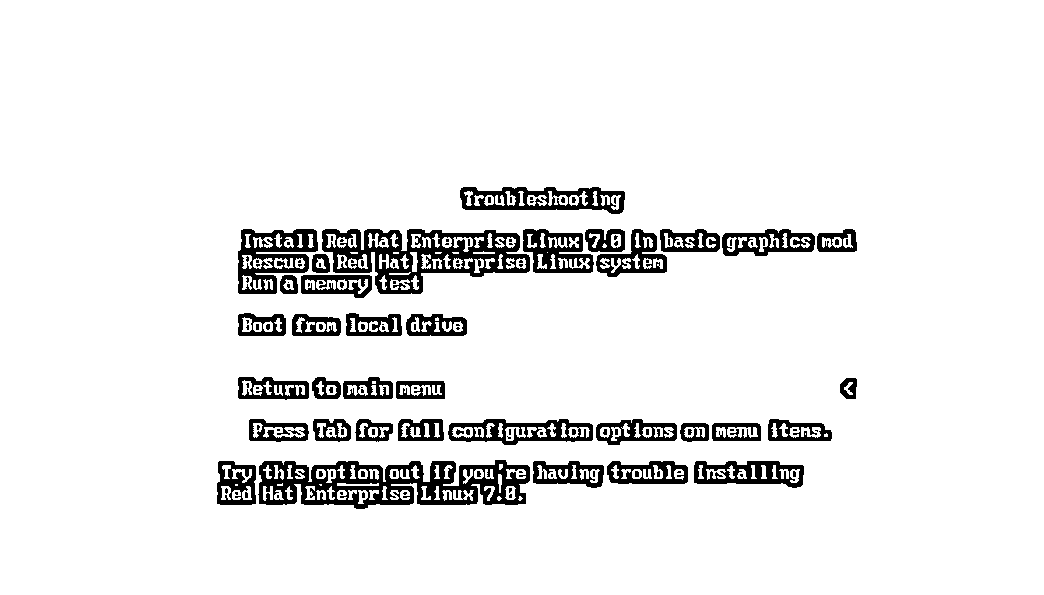 Troubleshooting
Install Red Hat Enterprise Linux 7.0 in basic graphics mod
Rescue a Red Hat Enterprise Linux system
Run a memory test
Boot from local drive
Return to main menu <
Press Tab for full configuration options on menu items.
Try this option out if you're having trouble installing
Red Hat Enterprise Linux 7.0.